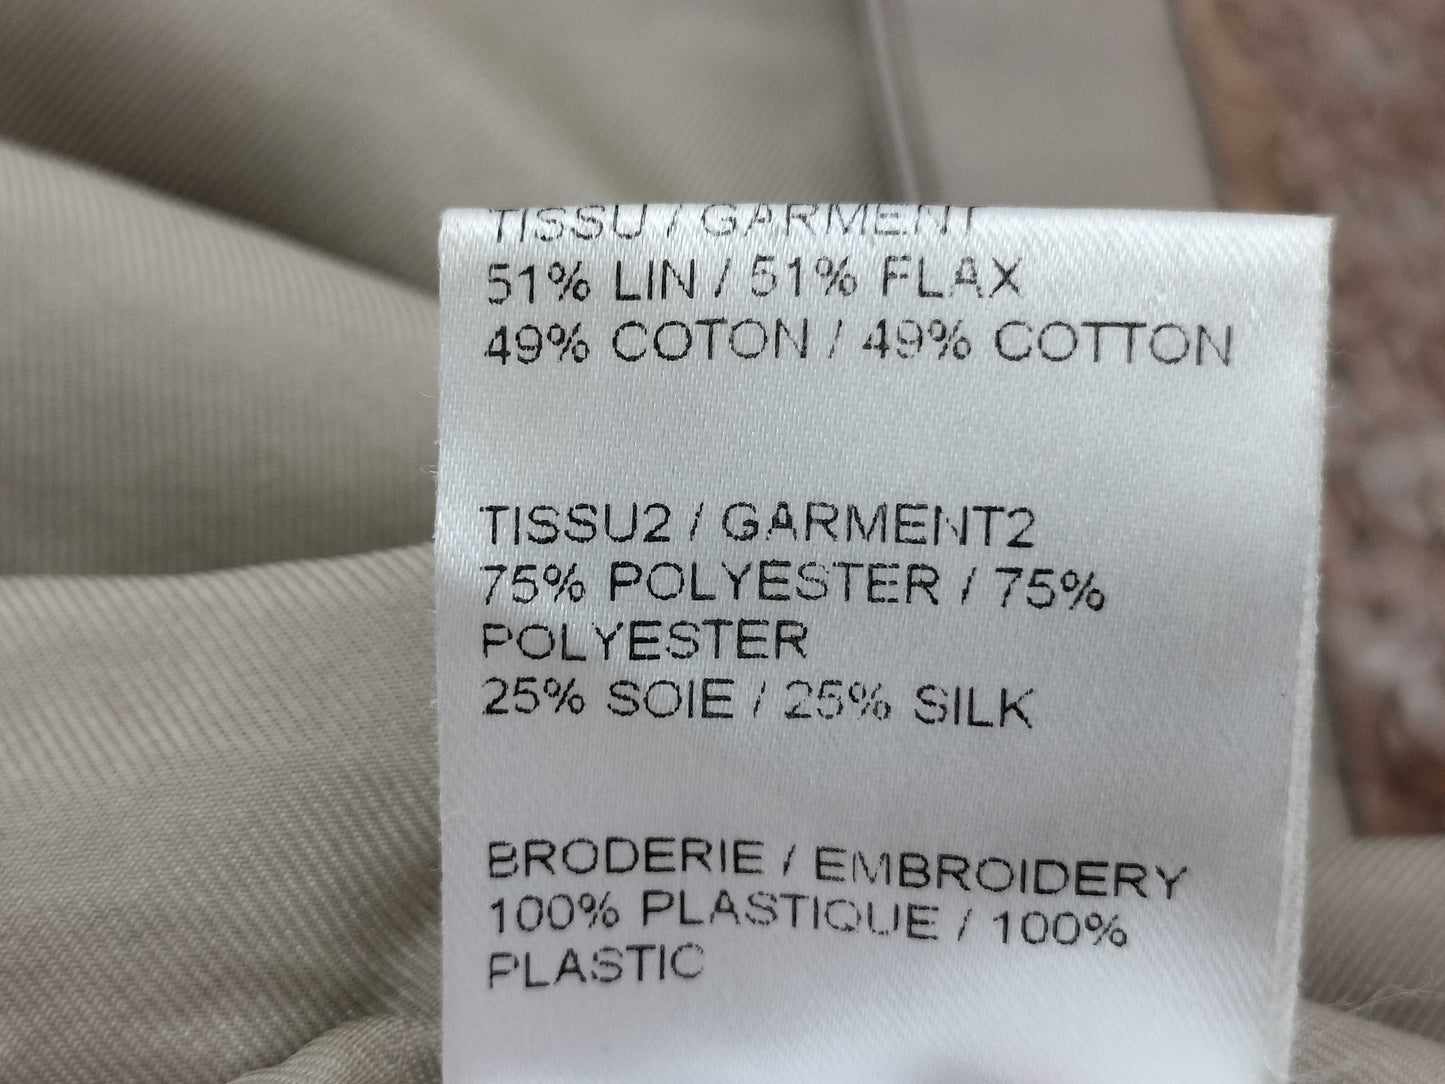 TISSU / GARMENT
51% LIN / 51% FLAX
49% COTON / 49% COTTON
TISSU2 / GARMENT2
75% POLYESTER / 75%
POLYESTER
25% SOIE / 25% SILK
BRODERIE / EMBROIDERY
100% PLASTIQUE / 100%
PLASTIC